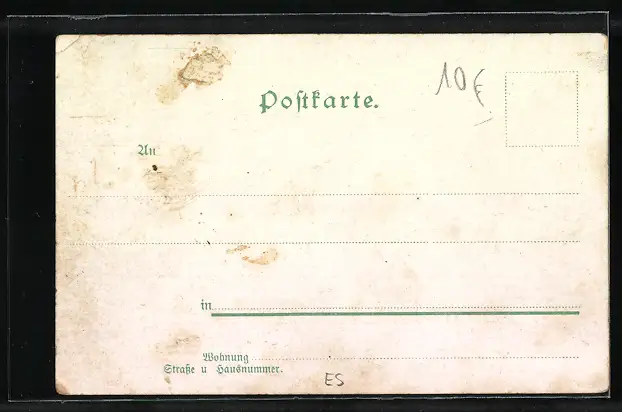 Postkarte.
10€
An
in
Wohnung
Straße u Hausnummer.
ES